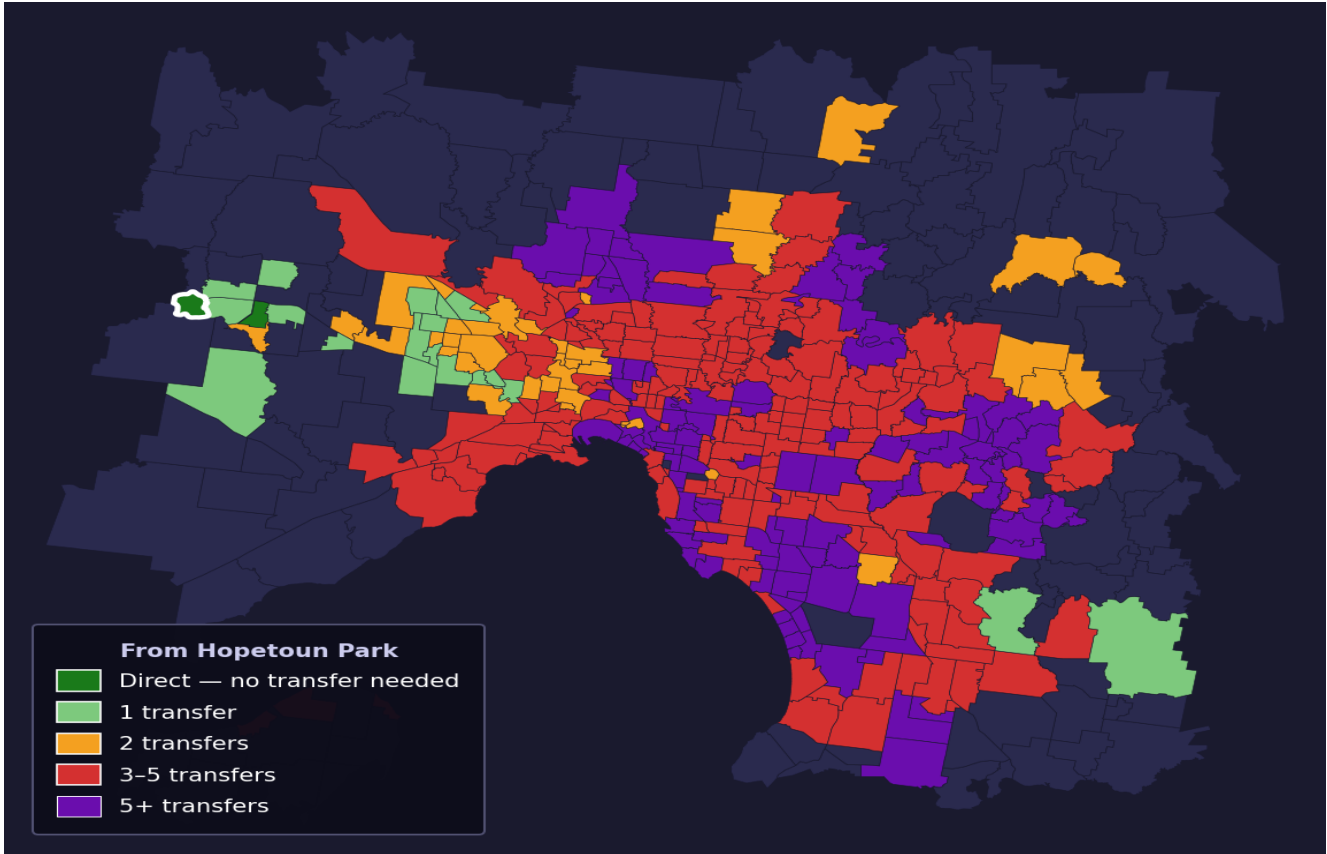 From Hopetoun Park
Direct — no transfer needed
1 transfer
2 transfers
3–5 transfers
5+ transfers